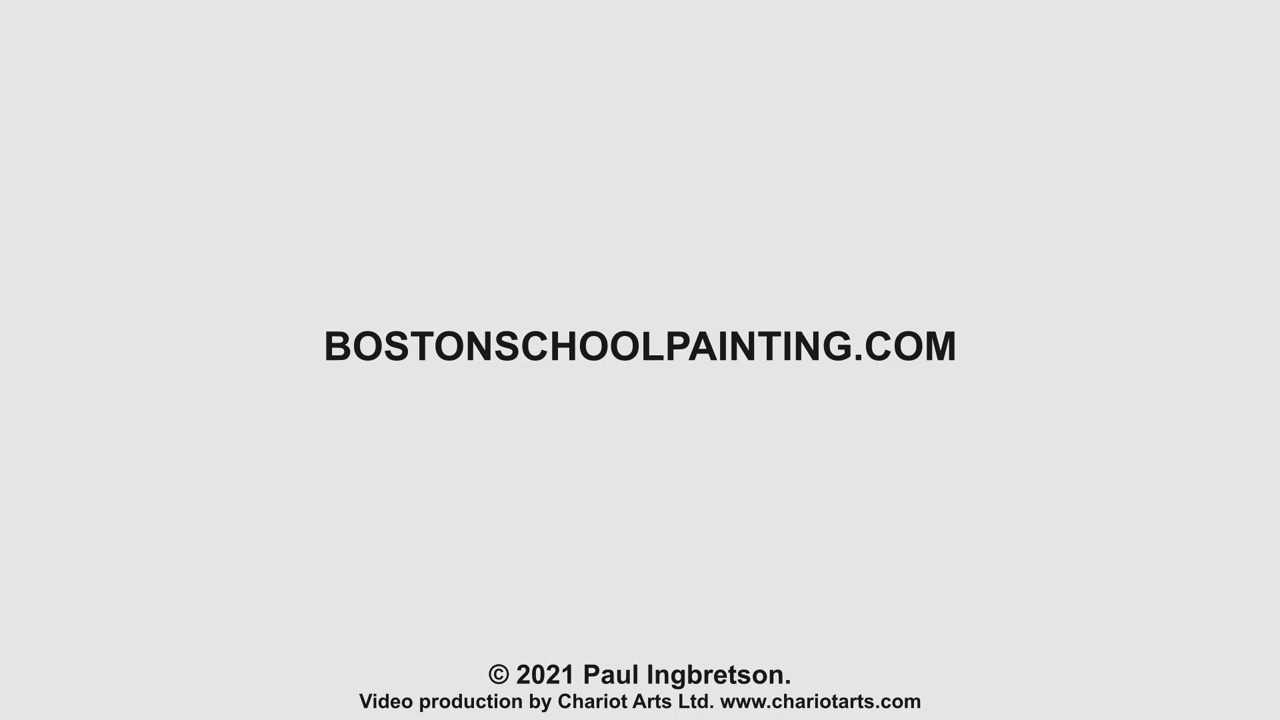 BOSTONSCHOOLPAINTING.COM
© 2021 Paul Ingbretson.
Video production by Chariot Arts Ltd. www.chariotarts.com